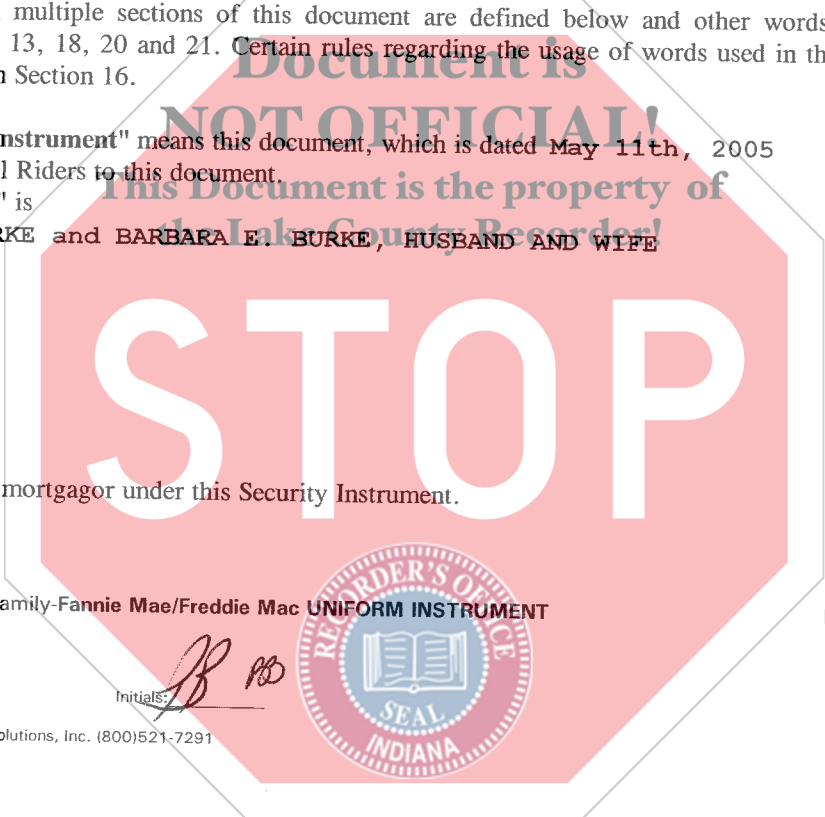 multiple sections of this document are defined below and other words
13, 18, 20 and 21. Certain rules regarding the usage of words used in th
n Section 16.
Document is
NOT OFFICIAL!
nstrument" means this document, which is dated May 11th, 2005
l Riders to this document.
This Document is the property of
" is
the Lake County Recorder!
RKE and BARBARA E. BURKE, HUSBAND AND WIFE
STOP
mortgagor under this Security Instrument.
amily-Fannie Mae/Freddie Mac UNIFORM INSTRUMENT
RECORDER'S OFFICE
Initials:
SEAL
INDIANA
olutions, Inc. (800)521-7291